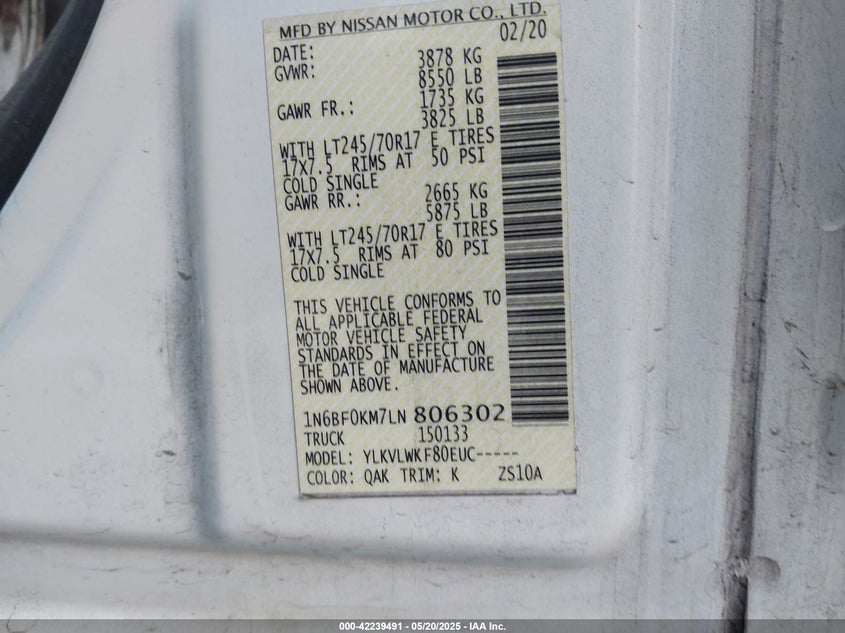 MFD BY NISSAN MOTOR CO., LTD.
DATE: 02/20
GVWR: 3878 KG
8550 LB
GAWR FR.: 1735 KG
3825 LB
WITH LT245/70R17 E TIRES
17X7.5 RIMS AT 50 PSI
COLD SINGLE
GAWR RR.: 2665 KG
5875 LB
WITH LT245/70R17 E TIRES
17X7.5 RIMS AT 80 PSI
COLD SINGLE
THIS VEHICLE CONFORMS TO
ALL APPLICABLE FEDERAL
MOTOR VEHICLE SAFETY
STANDARDS IN EFFECT ON
THE DATE OF MANUFACTURE
SHOWN ABOVE.
1N6BF0KM7LN 806302
TRUCK 150133
MODEL: YLKVLWKF80EUC-----
COLOR: QAK TRIM: K ZS10A
000-42239491 — 05/20/2025 — IAA Inc.